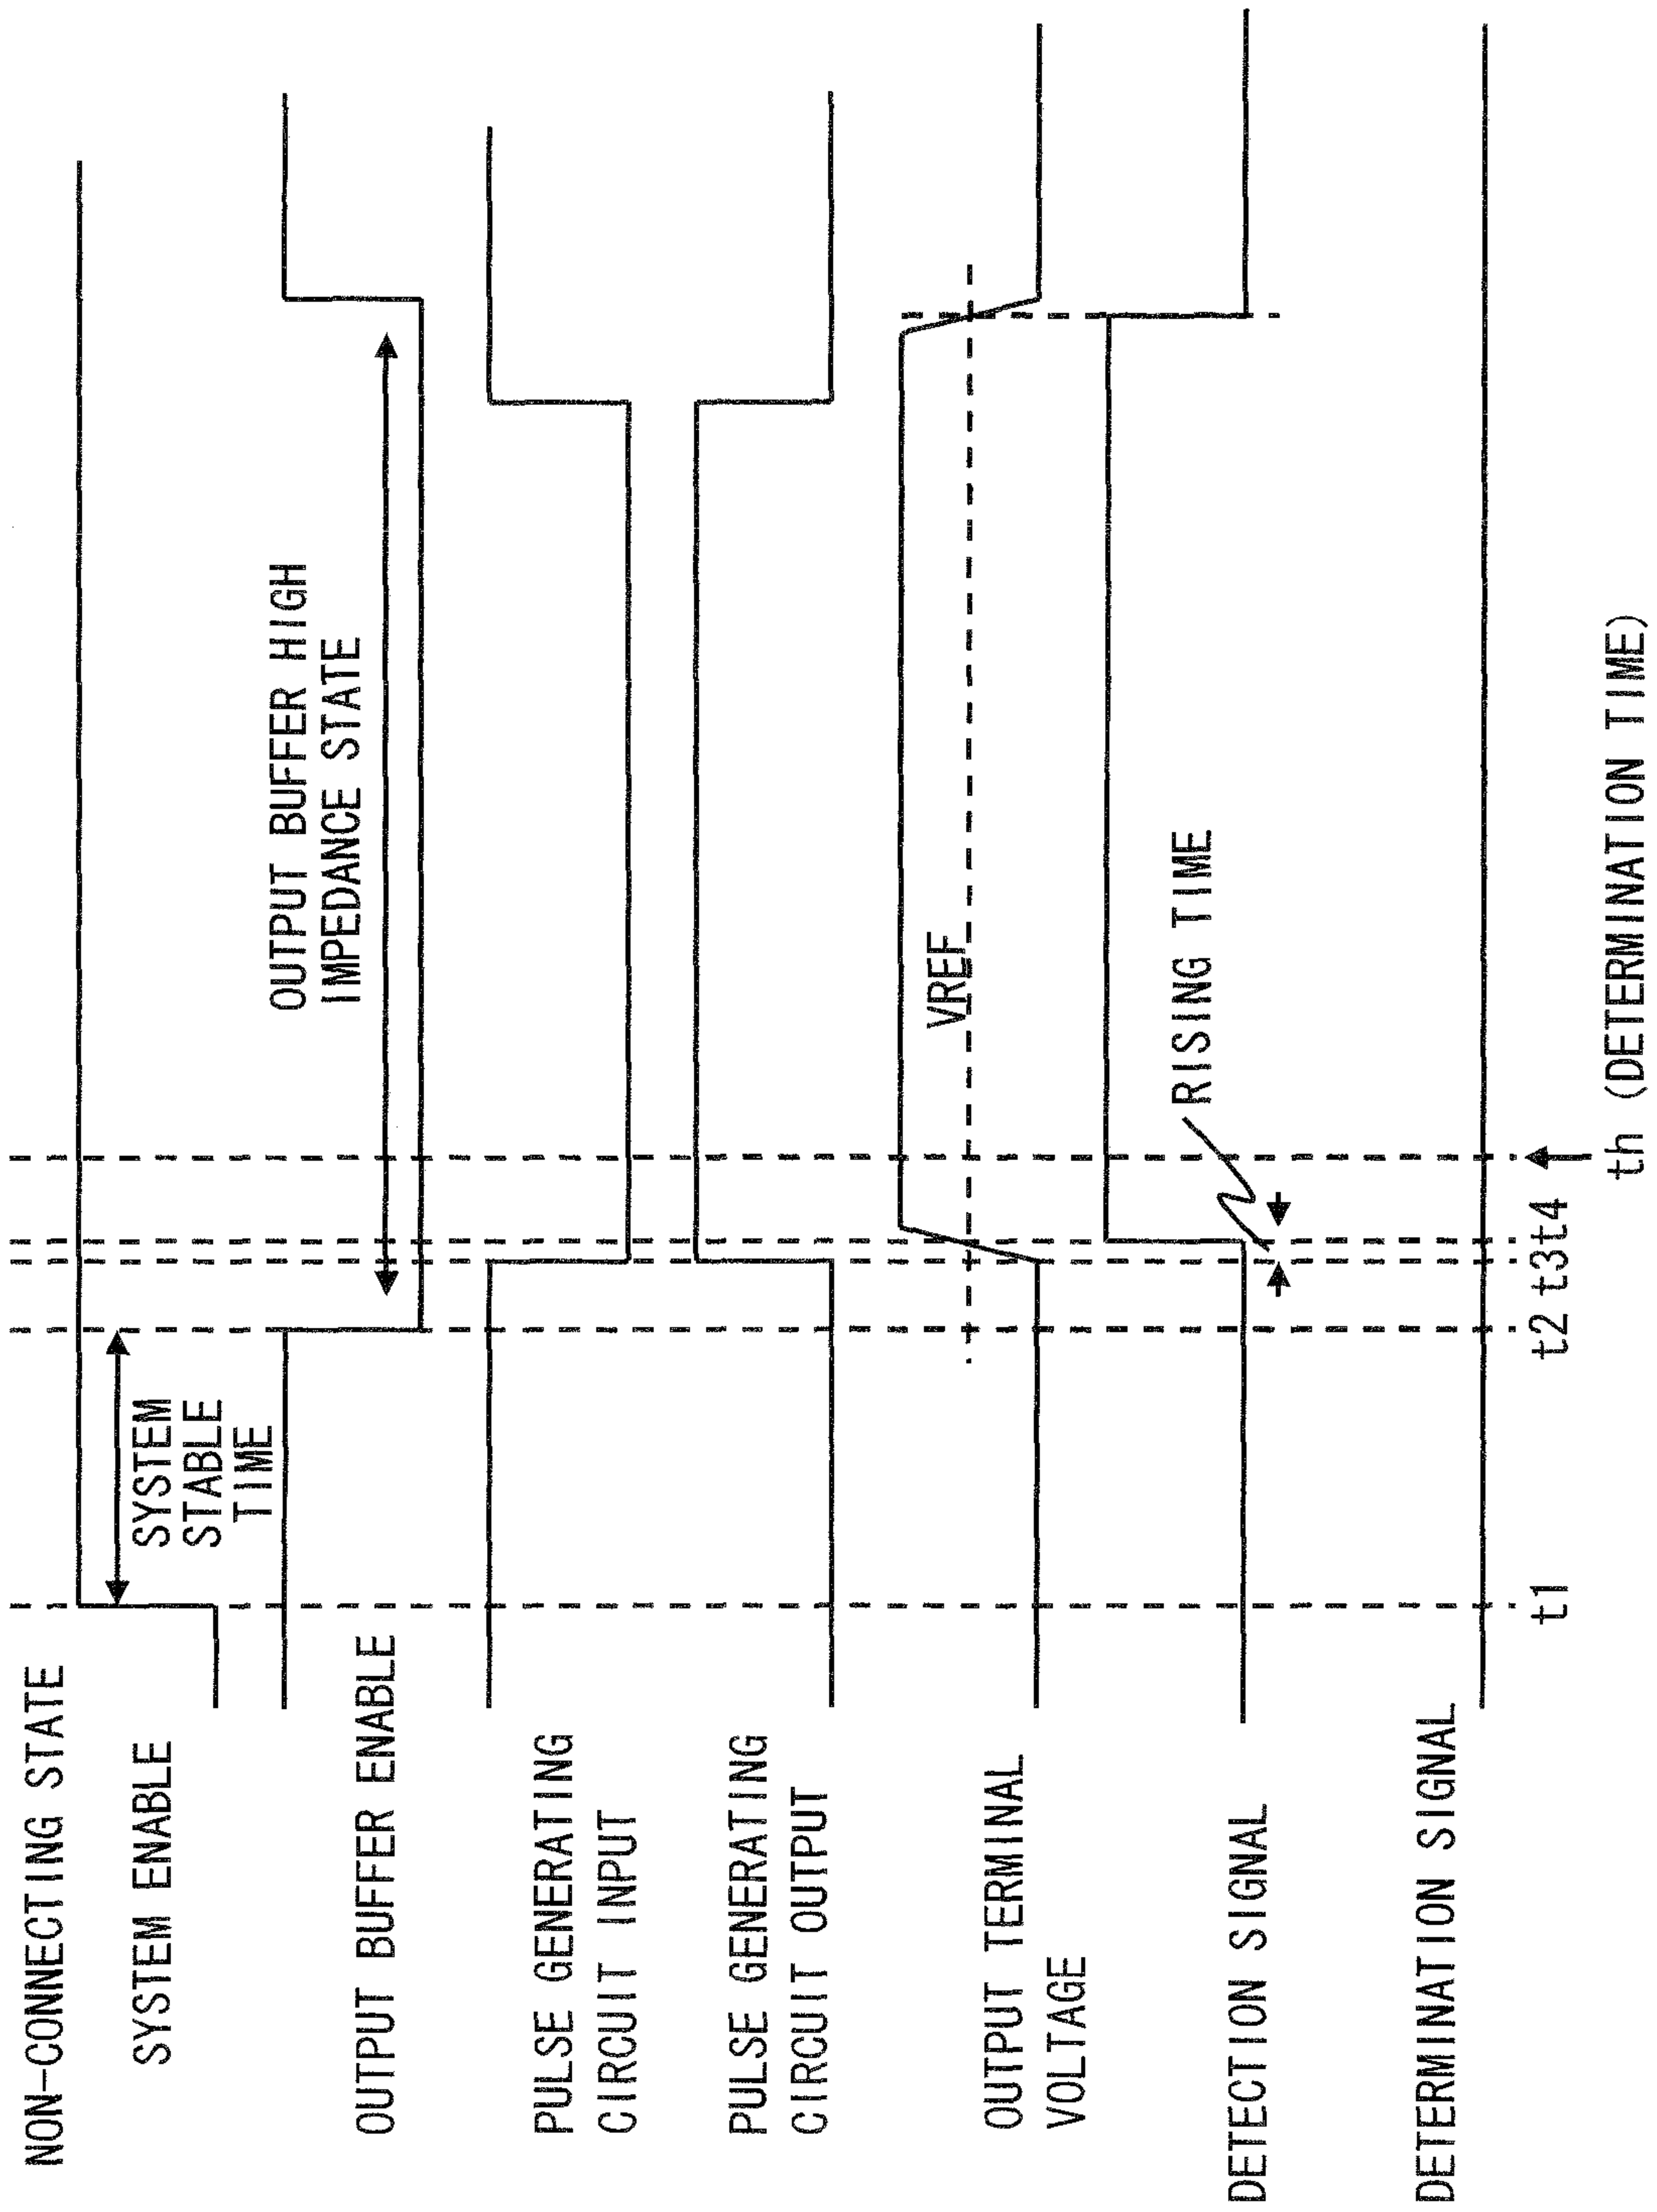 NON-CONNECTING STATE
SYSTEM ENABLE
SYSTEM
STABLE
TIME
OUTPUT BUFFER ENABLE
OUTPUT BUFFER HIGH
IMPEDANCE STATE
PULSE GENERATING
CIRCUIT INPUT
PULSE GENERATING
CIRCUIT OUTPUT
OUTPUT TERMINAL
VOLTAGE
VREF
DETECTION SIGNAL
RISING TIME
DETERMINATION SIGNAL
t1
t2
t3
t4
th (DETERMINATION TIME)